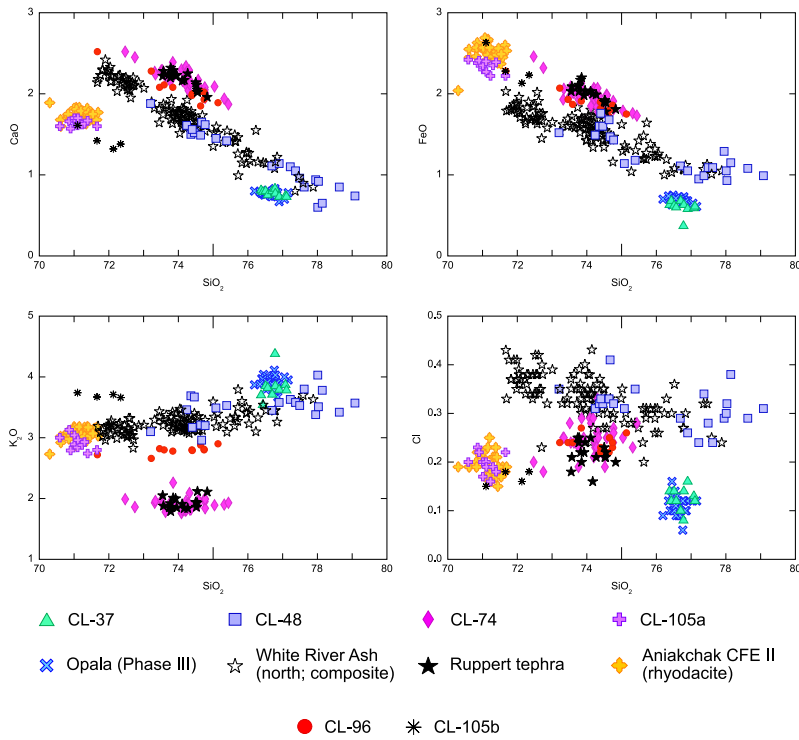 3
2
1
0
CaO
70
72
74
76
78
80
SiO2
3
2
1
0
FeO
70
72
74
76
78
80
SiO2
5
4
3
2
1
K2O
70
72
74
76
78
80
SiO2
0.5
0.4
0.3
0.2
0.1
0.0
Cl
70
72
74
76
78
80
SiO2
CL-37
CL-48
CL-74
CL-105a
Opala (Phase III)
White River Ash
(north; composite)
Ruppert tephra
Aniakchak CFE II
(rhyodacite)
CL-96
CL-105b